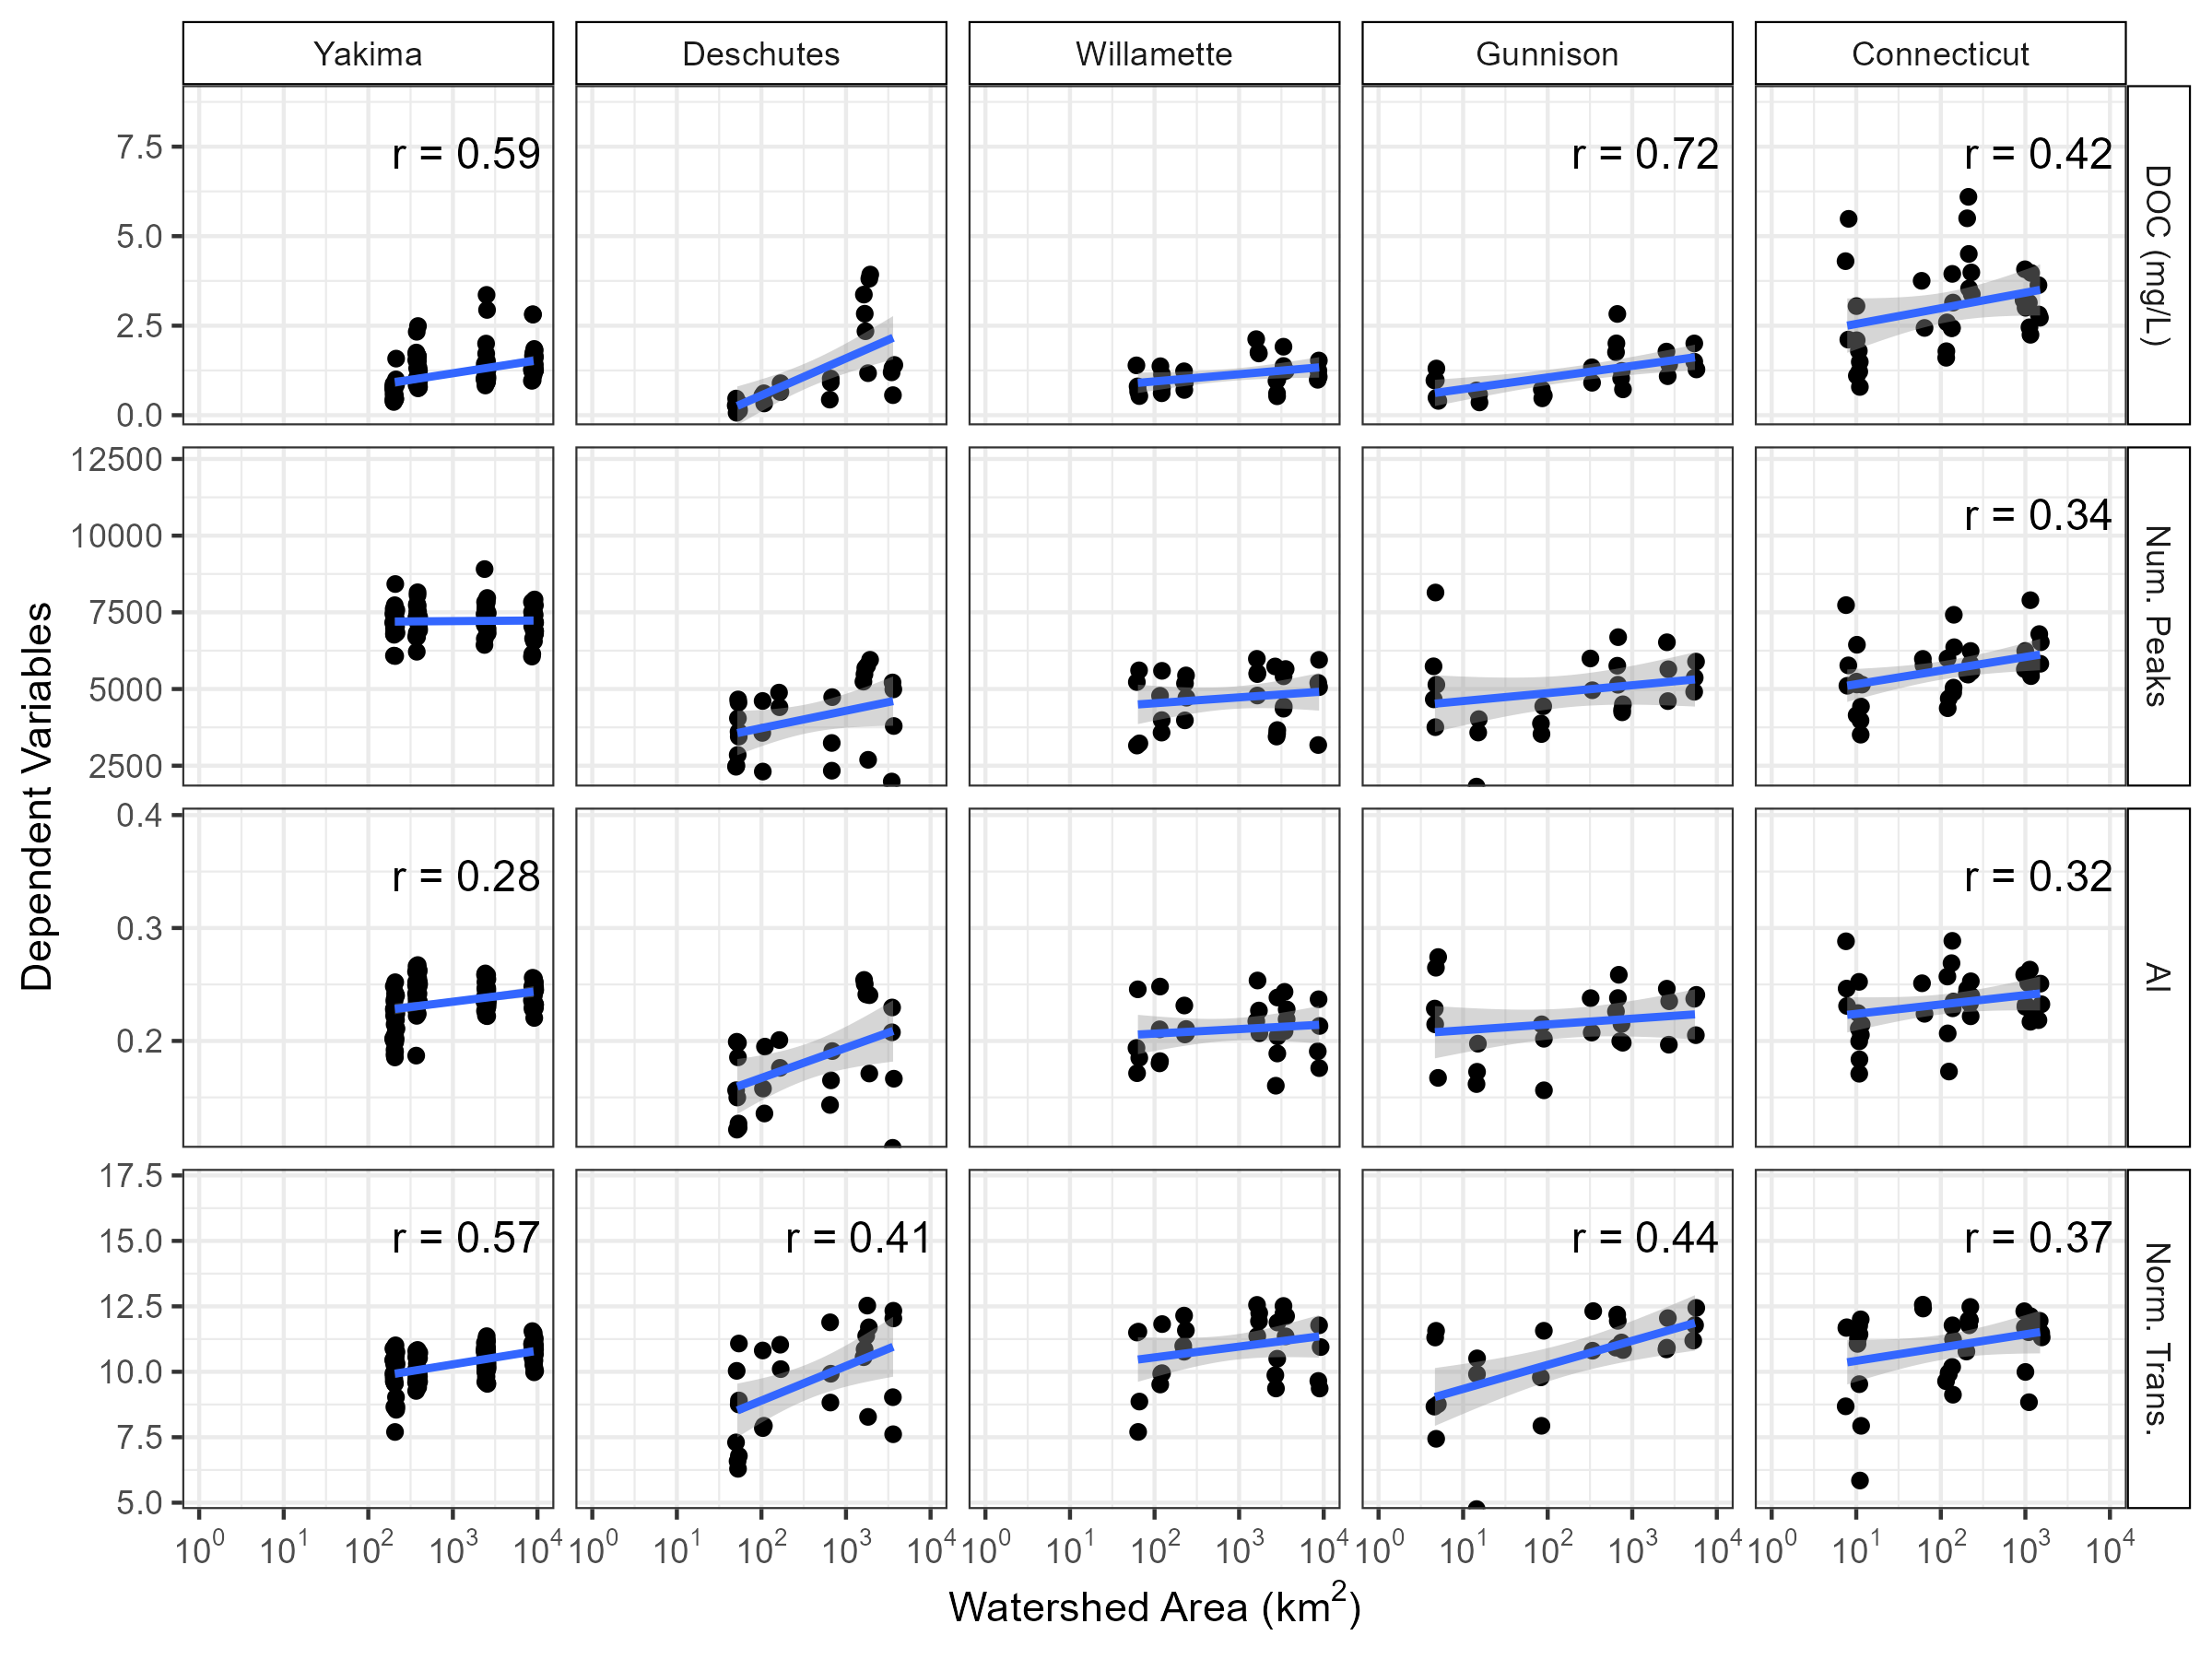 Yakima Deschutes Willamette Gunnison Connecticut
7.5 5.0 2.5 0.0
r = 0.59 r = 0.72 r = 0.42
DOC (mg/L)
12500 10000 7500 5000 2500
r = 0.34
Num. Peaks
0.4 0.3 0.2
r = 0.28 r = 0.32
AI
17.5 15.0 12.5 10.0 7.5 5.0
r = 0.57 r = 0.41 r = 0.44 r = 0.37
Norm. Trans.
Dependent Variables
10⁰ 10¹ 10² 10³ 10⁴ 10⁰ 10¹ 10² 10³ 10⁴ 10⁰ 10¹ 10² 10³ 10⁴ 10⁰ 10¹ 10² 10³ 10⁴ 10⁰ 10¹ 10² 10³ 10⁴
Watershed Area (km²)